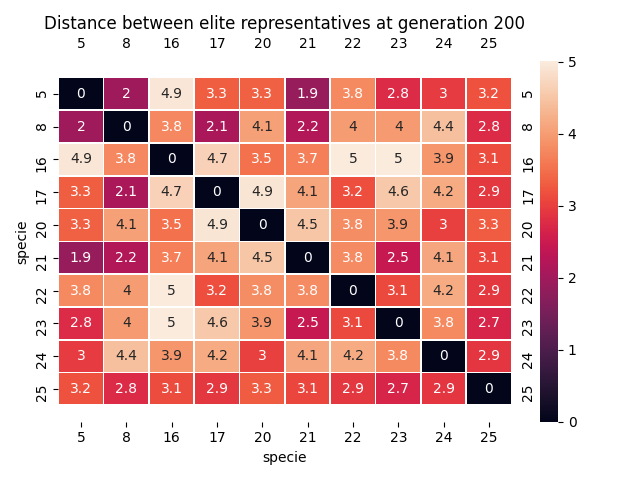 Distance between elite representatives at generation 200
5 8 16 17 20 21 22 23 24 25
5 0 2 4.9 3.3 3.3 1.9 3.8 2.8 3 3.2 5
8 2 0 3.8 2.1 4.1 2.2 4 4 4.4 2.8 8
16 4.9 3.8 0 4.7 3.5 3.7 5 5 3.9 3.1 16
17 3.3 2.1 4.7 0 4.9 4.1 3.2 4.6 4.2 2.9 17
20 3.3 4.1 3.5 4.9 0 4.5 3.8 3.9 3 3.3 20
21 1.9 2.2 3.7 4.1 4.5 0 3.8 2.5 4.1 3.1 21
22 3.8 4 5 3.2 3.8 3.8 0 3.1 4.2 2.9 22
23 2.8 4 5 4.6 3.9 2.5 3.1 0 3.8 2.7 23
24 3 4.4 3.9 4.2 3 4.1 4.2 3.8 0 2.9 24
25 3.2 2.8 3.1 2.9 3.3 3.1 2.9 2.7 2.9 0 25
5 8 16 17 20 21 22 23 24 25
specie
specie
5
4
3
2
1
0